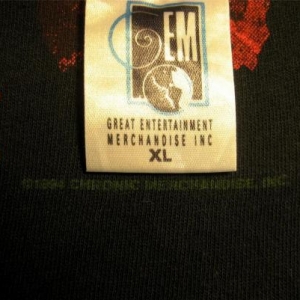 GEM
GREAT ENTERTAINMENT
MERCHANDISE INC
XL
©1994 CHRONIC MERCHANDISE, INC.